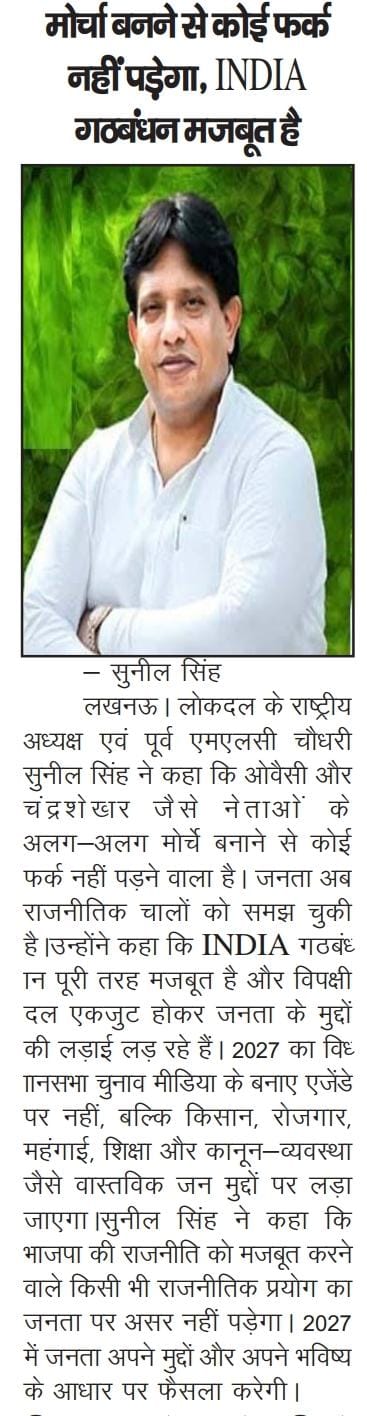 मोर्चा बनने से कोई फर्क
नहीं पड़ेगा, INDIA
गठबंधन मजबूत है
– सुनील सिंह
लखनऊ। लोकदल के राष्ट्रीय
अध्यक्ष एवं पूर्व एमएलसी चौधरी
सुनील सिंह ने कहा कि ओवैसी और
चंद्रशेखर जैसे नेताओं के
अलग–अलग मोर्चे बनाने से कोई
फर्क नहीं पड़ने वाला है। जनता अब
राजनीतिक चालों को समझ चुकी
है।उन्होंने कहा कि INDIA गठबंध
ान पूरी तरह मजबूत है और विपक्षी
दल एकजुट होकर जनता के मुद्दों
की लड़ाई लड़ रहे हैं। 2027 का विध
ानसभा चुनाव मीडिया के बनाए एजेंडे
पर नहीं, बल्कि किसान, रोजगार,
महंगाई, शिक्षा और कानून–व्यवस्था
जैसे वास्तविक जन मुद्दों पर लड़ा
जाएगा।सुनील सिंह ने कहा कि
भाजपा की राजनीति को मजबूत करने
वाले किसी भी राजनीतिक प्रयोग का
जनता पर असर नहीं पड़ेगा। 2027
में जनता अपने मुद्दों और अपने भविष्य
के आधार पर फैसला करेगी।